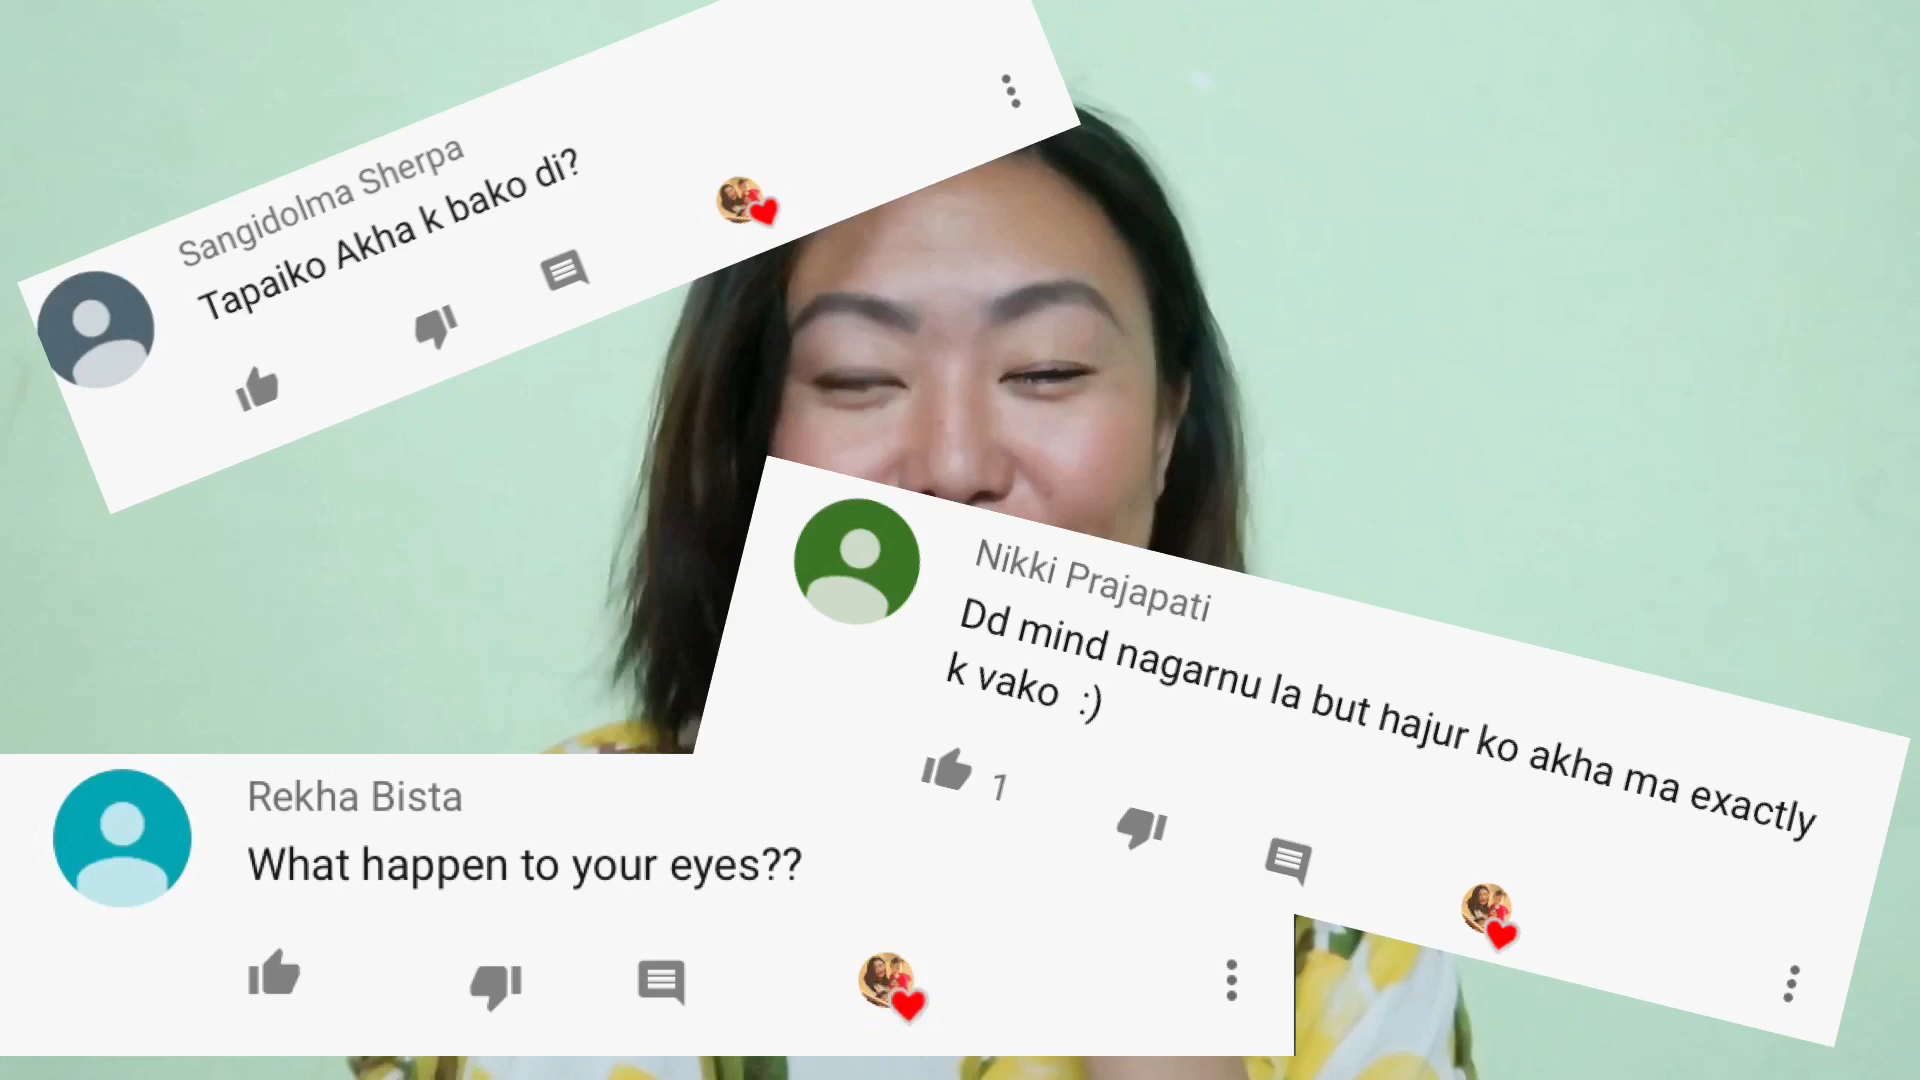 Sangidolma Sherpa
Tapaiko Akha k bako di?
Nikki Prajapati
Dd mind nagarnu la but hajur ko akha ma exactly
k vako :)
1
Rekha Bista
What happen to your eyes??